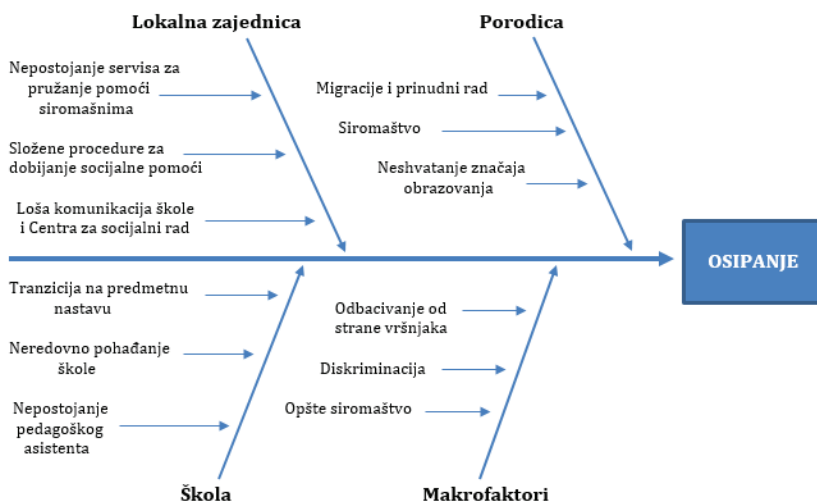 Lokalna zajednica
Nepostojanje servisa za
pružanje pomoći
siromašnima
Složene procedure za
dobijanje socijalne pomoći
Loša komunikacija škole
i Centra za socijalni rad
Porodica
Migracije i prinudni rad
Siromaštvo
Neshvatanje značaja
obrazovanja
OSIPANJE
Tranzicija na predmetnu
nastavu
Neredovno pohađanje
škole
Nepostojanje
pedagoškog
asistenta
Škola
Odbacivanje od
strane vršnjaka
Diskriminacija
Opšte siromaštvo
Makrofaktori